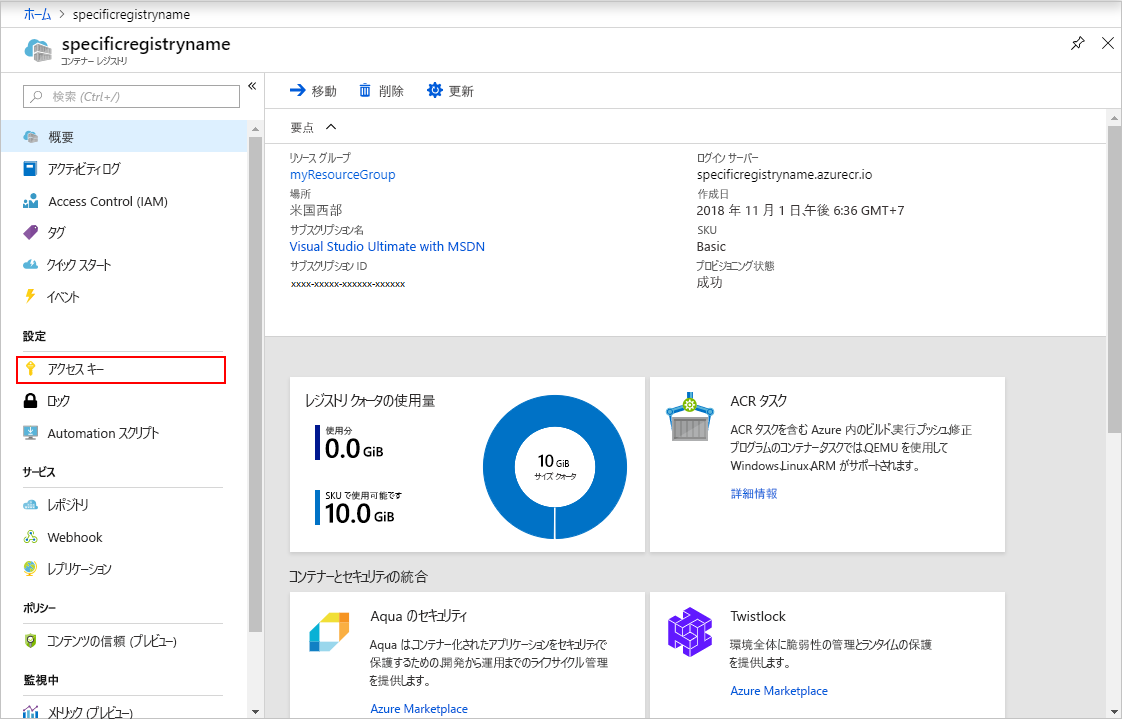 ホーム > specificregistryname
specificregistryname
コンテナー レジストリ
検索 (Ctrl+/)
«
概要
アクティビティ ログ
Access Control (IAM)
タグ
クイック スタート
イベント
設定
アクセス キー
ロック
Automation スクリプト
サービス
レポジトリ
Webhook
レプリケーション
ポリシー
コンテンツの信頼 (プレビュー)
監視中
メトリック (プレビュー)
移動
削除
更新
要点
リソース グループ
myResourceGroup
場所
米国西部
サブスクリプション名
Visual Studio Ultimate with MSDN
サブスクリプション ID
xxxx-xxxxx-xxxxxx-xxxxxx
ログイン サーバー
specificregistryname.azurecr.io
作成日
2018 年 11 月 1 日、午後 6:36 GMT+7
SKU
Basic
プロビジョニング状態
成功
レジストリ クォータの使用量
使用分
0.0 GiB
SKU で使用可能です
10.0 GiB
10 GiB
サイズ クォータ
ACR タスク
ACR タスクを含む Azure 内のビルド、実行、プッシュ、修正
プログラムのコンテナータスクでは、QEMU を使用して
Windows、Linux、ARM がサポートされます。
詳細情報
コンテナーとセキュリティの統合
Aqua のセキュリティ
Aqua はコンテナー化されたアプリケーションをセキュリティで
保護するための、開発から運用までのライフサイクル管理
を提供します。
Azure Marketplace
Twistlock
環境全体に脆弱性の管理とランタイムの保護
を提供します。
Azure Marketplace